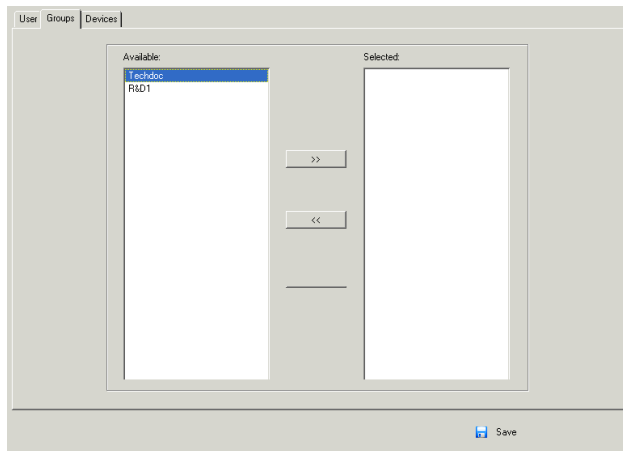 User Groups Devices
Available: Selected:
Techdoc
R&D1
>>
<<
Save